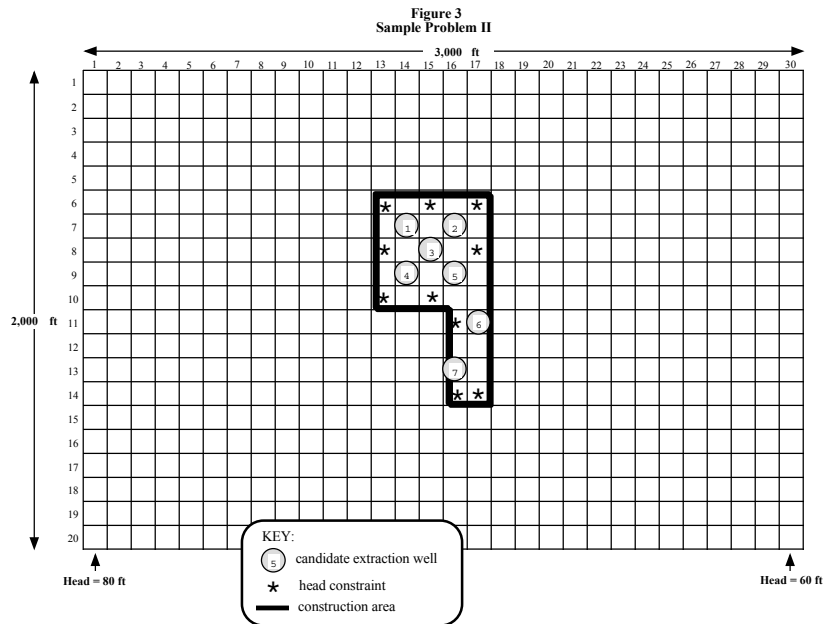 Figure 3
Sample Problem II
3,000 ft
1 2 3 4 5 6 7 8 9 10 11 12 13 14 15 16 17 18 19 20 21 22 23 24 25 26 27 28 29 30
1
2
3
4
5
6
7
1
2
8
3
9
4
5
10
2,000 ft
11
6
12
13
7
14
15
16
17
18
19
20
KEY:
5 candidate extraction well
* head constraint
construction area
Head = 80 ft
Head = 60 ft